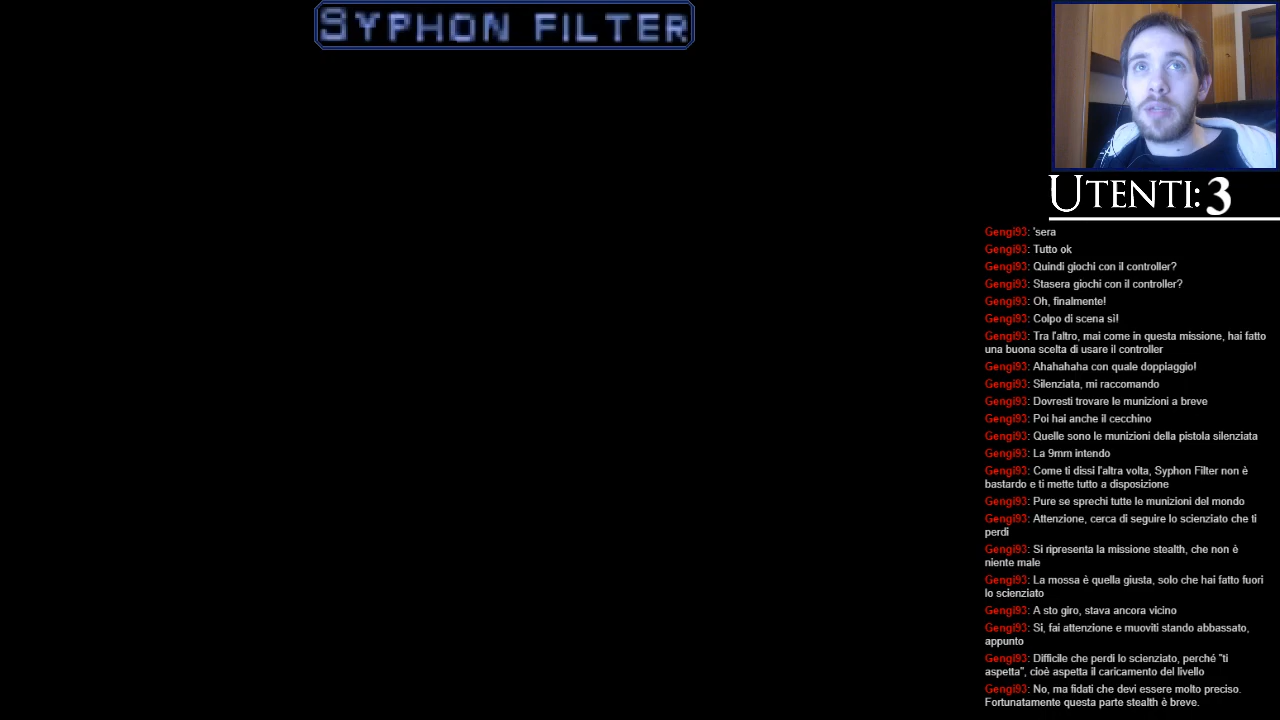 SYPHON FILTER
UTENTI: 3
Gengi93: 'sera
Gengi93: Tutto ok
Gengi93: Quindi giochi con il controller?
Gengi93: Stasera giochi con il controller?
Gengi93: Oh, finalmente!
Gengi93: Colpo di scena sì!
Gengi93: Tra l'altro, mai come in questa missione, hai fatto
una buona scelta di usare il controller
Gengi93: Ahahahaha con quale doppiaggio!
Gengi93: Silenziata, mi raccomando
Gengi93: Dovresti trovare le munizioni a breve
Gengi93: Poi hai anche il cecchino
Gengi93: Quelle sono le munizioni della pistola silenziata
Gengi93: La 9mm intendo
Gengi93: Come ti dissi l'altra volta, Syphon Filter non è
bastardo e ti mette tutto a disposizione
Gengi93: Pure se sprechi tutte le munizioni del mondo
Gengi93: Attenzione, cerca di seguire lo scienziato che ti
perdi
Gengi93: Si ripresenta la missione stealth, che non è
niente male
Gengi93: La mossa è quella giusta, solo che hai fatto fuori
lo scienziato
Gengi93: A sto giro, stava ancora vicino
Gengi93: Si, fai attenzione e muoviti stando abbassato,
appunto
Gengi93: Difficile che perdi lo scienziato, perché "ti
aspetta", cioè aspetta il caricamento del livello
Gengi93: No, ma fidati che devi essere molto preciso.
Fortunatamente questa parte stealth è breve.